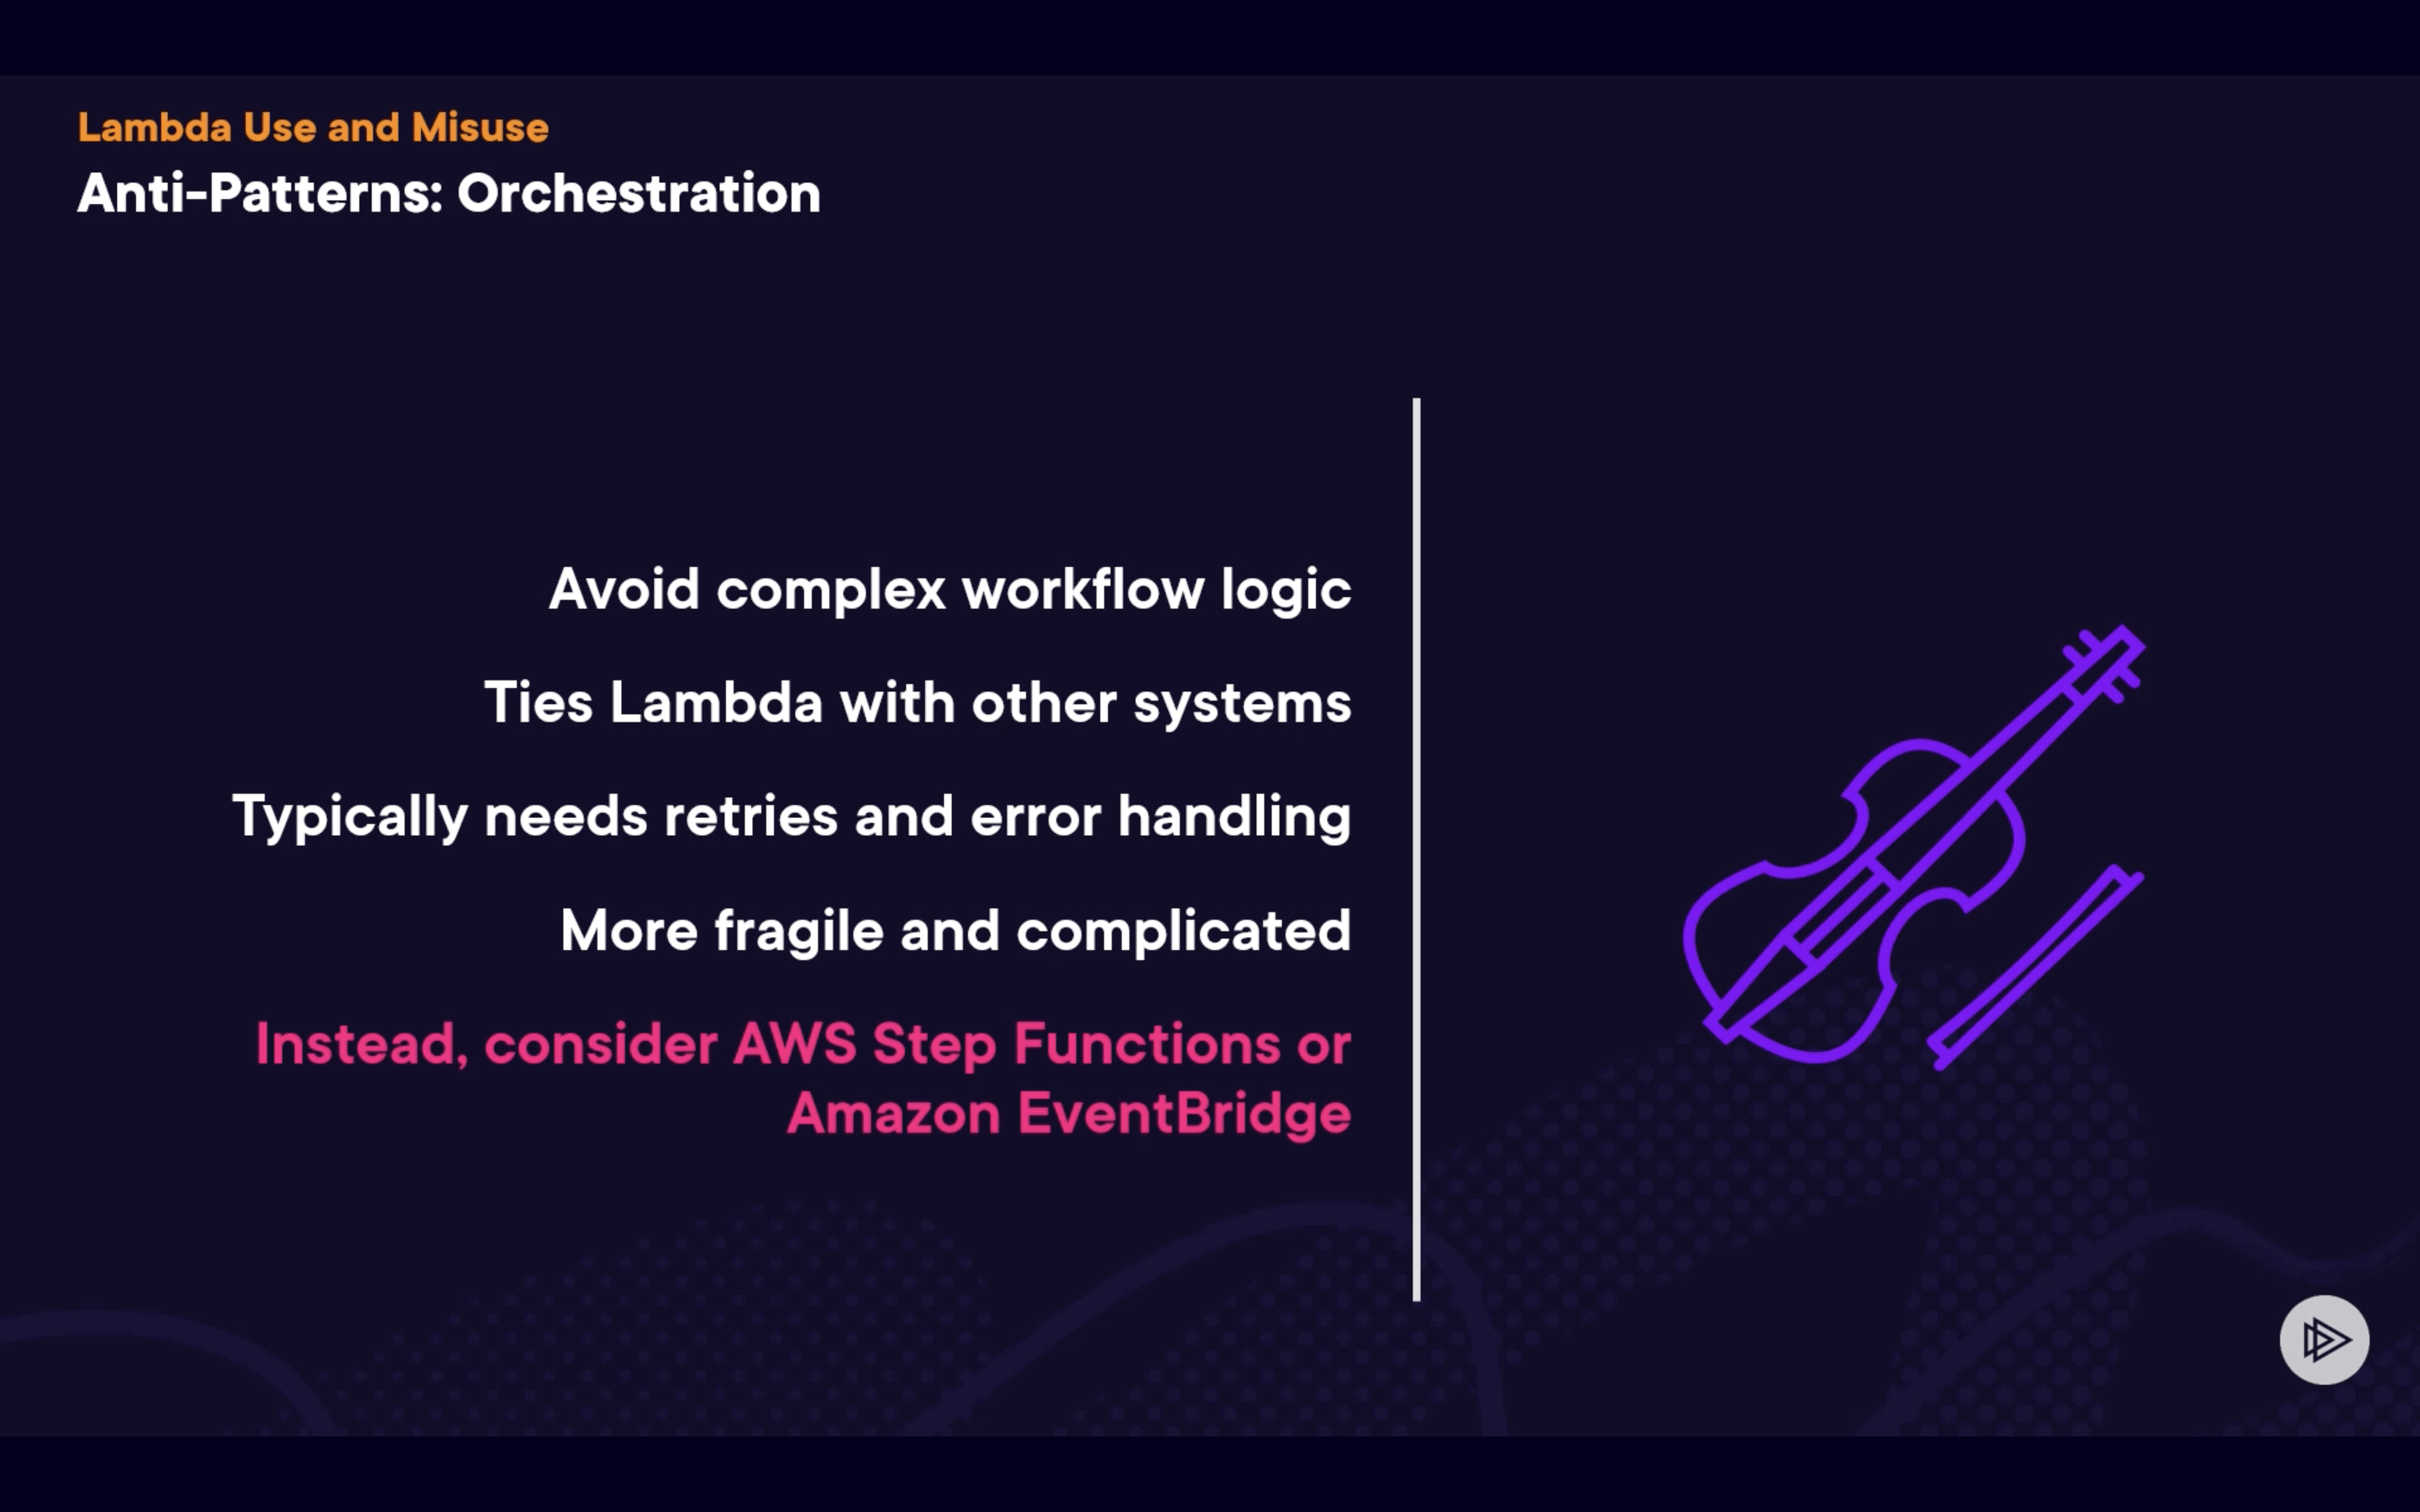 Lambda Use and Misuse
Anti-Patterns: Orchestration
Avoid complex workflow logic
Ties Lambda with other systems
Typically needs retries and error handling
More fragile and complicated
Instead, consider AWS Step Functions or
Amazon EventBridge